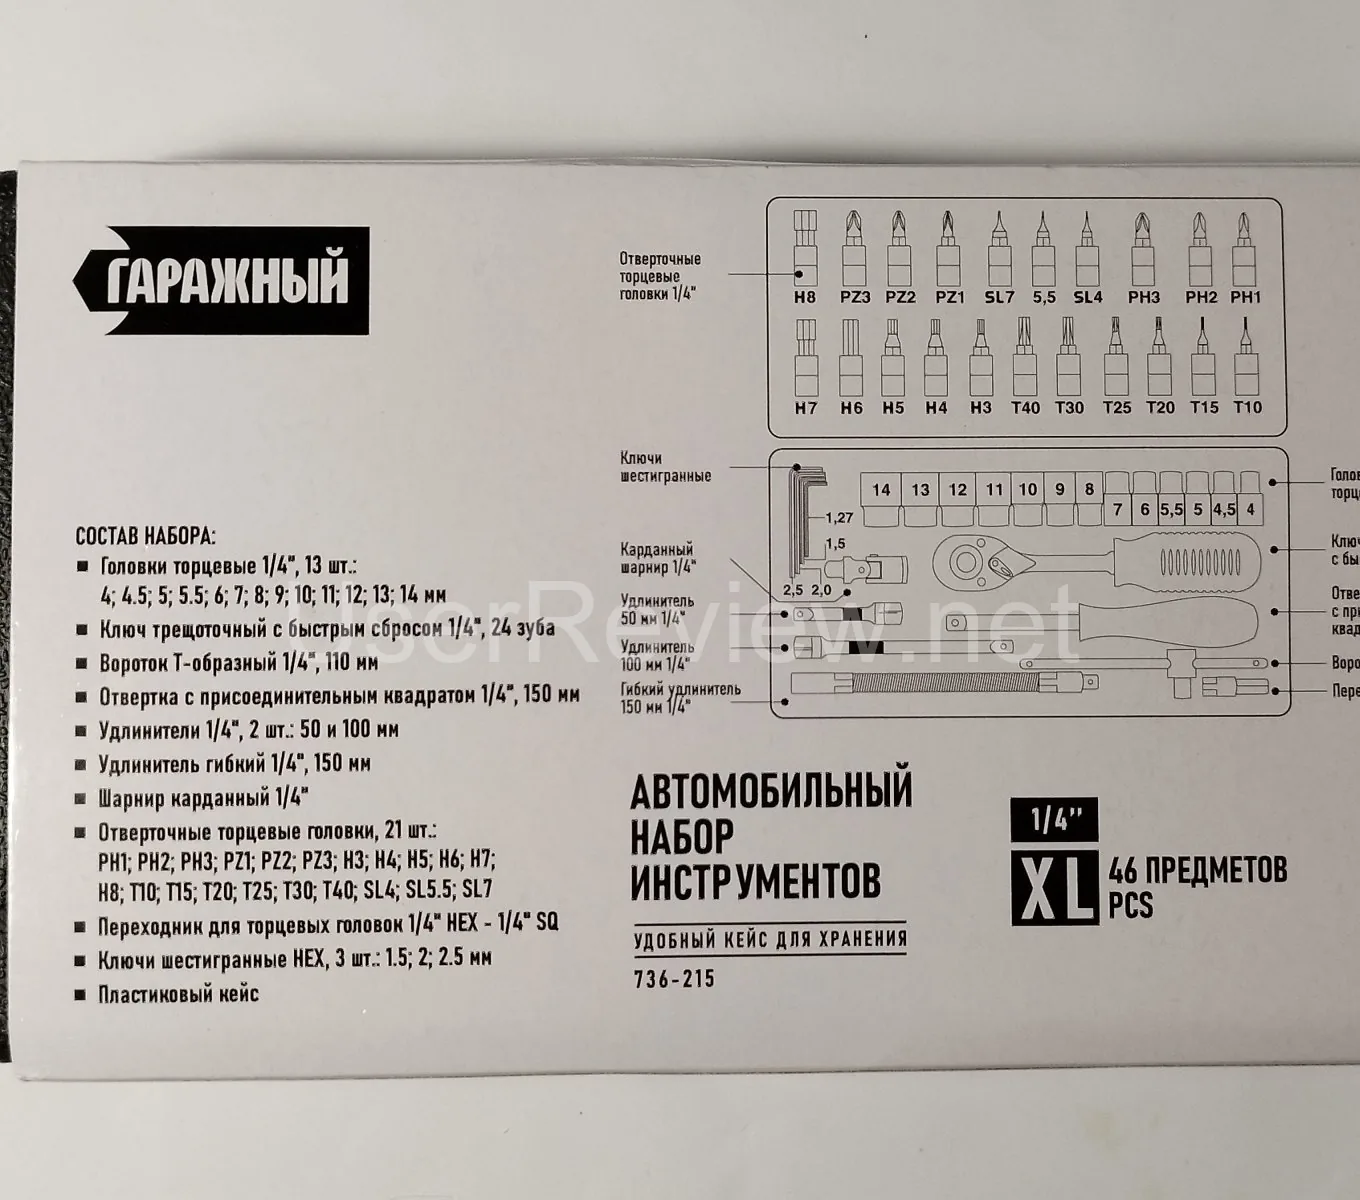 ГАРАЖНЫЙ
СОСТАВ НАБОРА:
Головки торцевые 1/4", 13 шт.:
4; 4.5; 5; 5.5; 6; 7; 8; 9; 10; 11; 12; 13; 14 мм
Ключ трещоточный с быстрым сбросом 1/4", 24 зуба
Вороток Т-образный 1/4", 110 мм
Отвертка с присоединительным квадратом 1/4", 150 мм
Удлинители 1/4", 2 шт.: 50 и 100 мм
Удлинитель гибкий 1/4", 150 мм
Шарнир карданный 1/4"
Отверточные торцевые головки, 21 шт.:
PH1; PH2; PH3; PZ1; PZ2; PZ3; H3; H4; H5; H6; H7;
H8; T10; T15; T20; T25; T30; T40; SL4; SL5.5; SL7
Переходник для торцевых головок 1/4" HEX - 1/4" SQ
Ключи шестигранные HEX, 3 шт.: 1.5; 2; 2.5 мм
Пластиковый кейс
Отверточные
торцевые
головки 1/4"
H8 PZ3 PZ2 PZ1 SL7 5,5 SL4 PH3 PH2 PH1
H7 H6 H5 H4 H3 T40 T30 T25 T20 T15 T10
Ключи
шестигранные
14 13 12 11 10 9 8
7 6 5,5 5 4,5 4
1,27
1,5
2,5 2,0
Карданный
шарнир 1/4"
Удлинитель
50 мм 1/4"
Удлинитель
100 мм 1/4"
Гибкий удлинитель
150 мм 1/4"
с бы
с
АВТОМОБИЛЬНЫЙ
НАБОР
ИНСТРУМЕНТОВ
УДОБНЫЙ КЕЙС ДЛЯ ХРАНЕНИЯ
736-215
1/4"
XL 46 ПРЕДМЕТОВ
PCS
UserReview.net